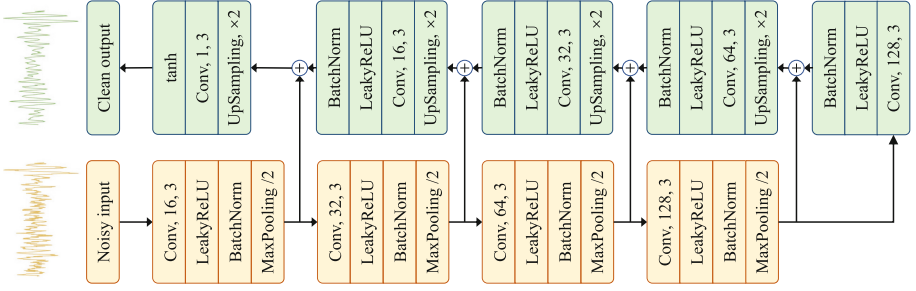 Clean output
tanh
Conv, 1, 3
UpSampling, ×2
BatchNorm
LeakyReLU
Conv, 16, 3
UpSampling, ×2
BatchNorm
LeakyReLU
Conv, 32, 3
UpSampling, ×2
BatchNorm
LeakyReLU
Conv, 64, 3
UpSampling, ×2
BatchNorm
LeakyReLU
Conv, 128, 3
Noisy input
Conv, 16, 3
LeakyReLU
BatchNorm
MaxPooling /2
Conv, 32, 3
LeakyReLU
BatchNorm
MaxPooling /2
Conv, 64, 3
LeakyReLU
BatchNorm
MaxPooling /2
Conv, 128, 3
LeakyReLU
BatchNorm
MaxPooling /2